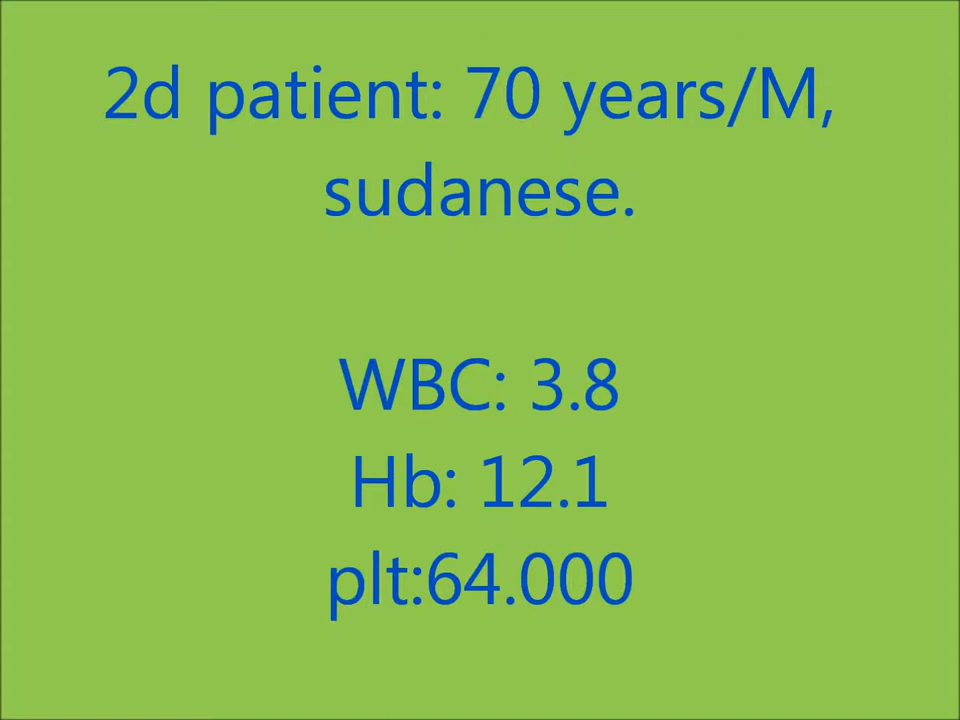 2d patient: 70 years/M,
sudanese.
WBC: 3.8
Hb: 12.1
plt:64.000